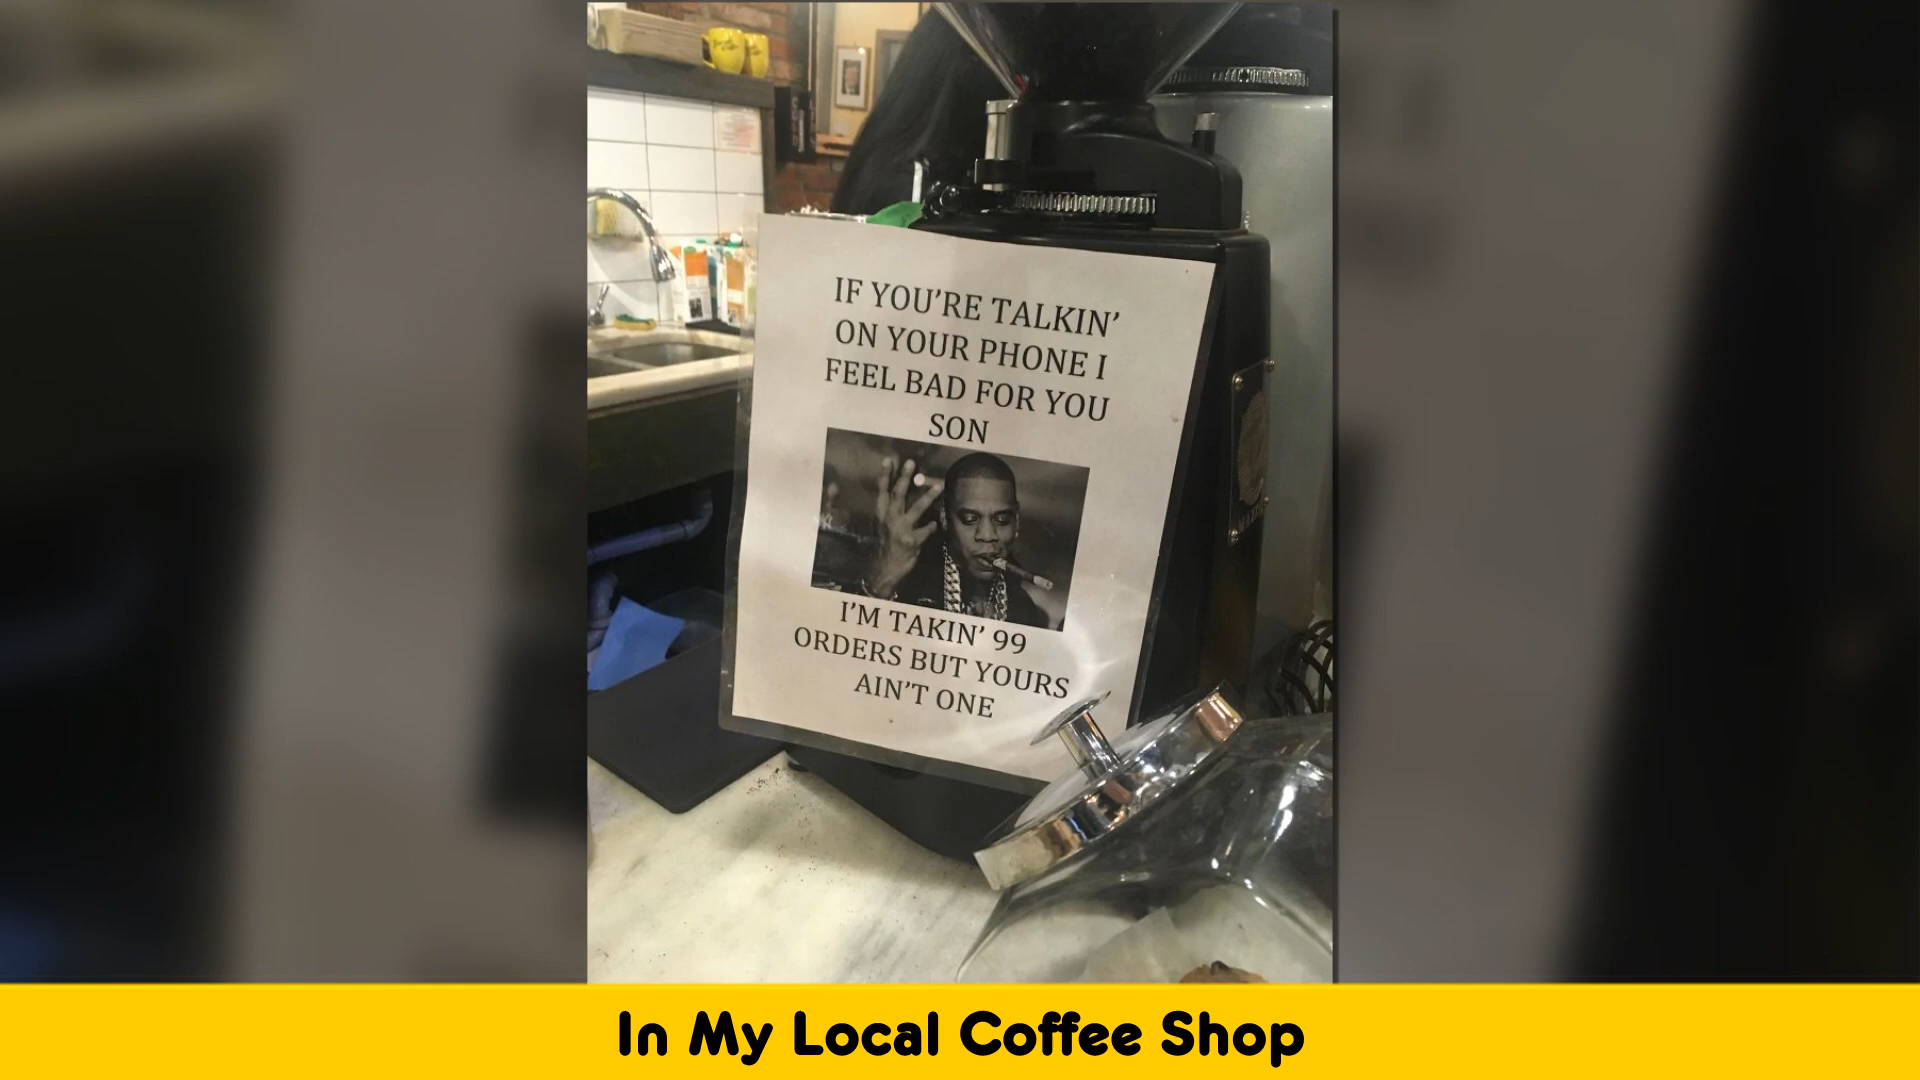 IF YOU'RE TALKIN'
ON YOUR PHONE I
FEEL BAD FOR YOU
SON
I'M TAKIN' 99
ORDERS BUT YOURS
AIN'T ONE
In My Local Coffee Shop